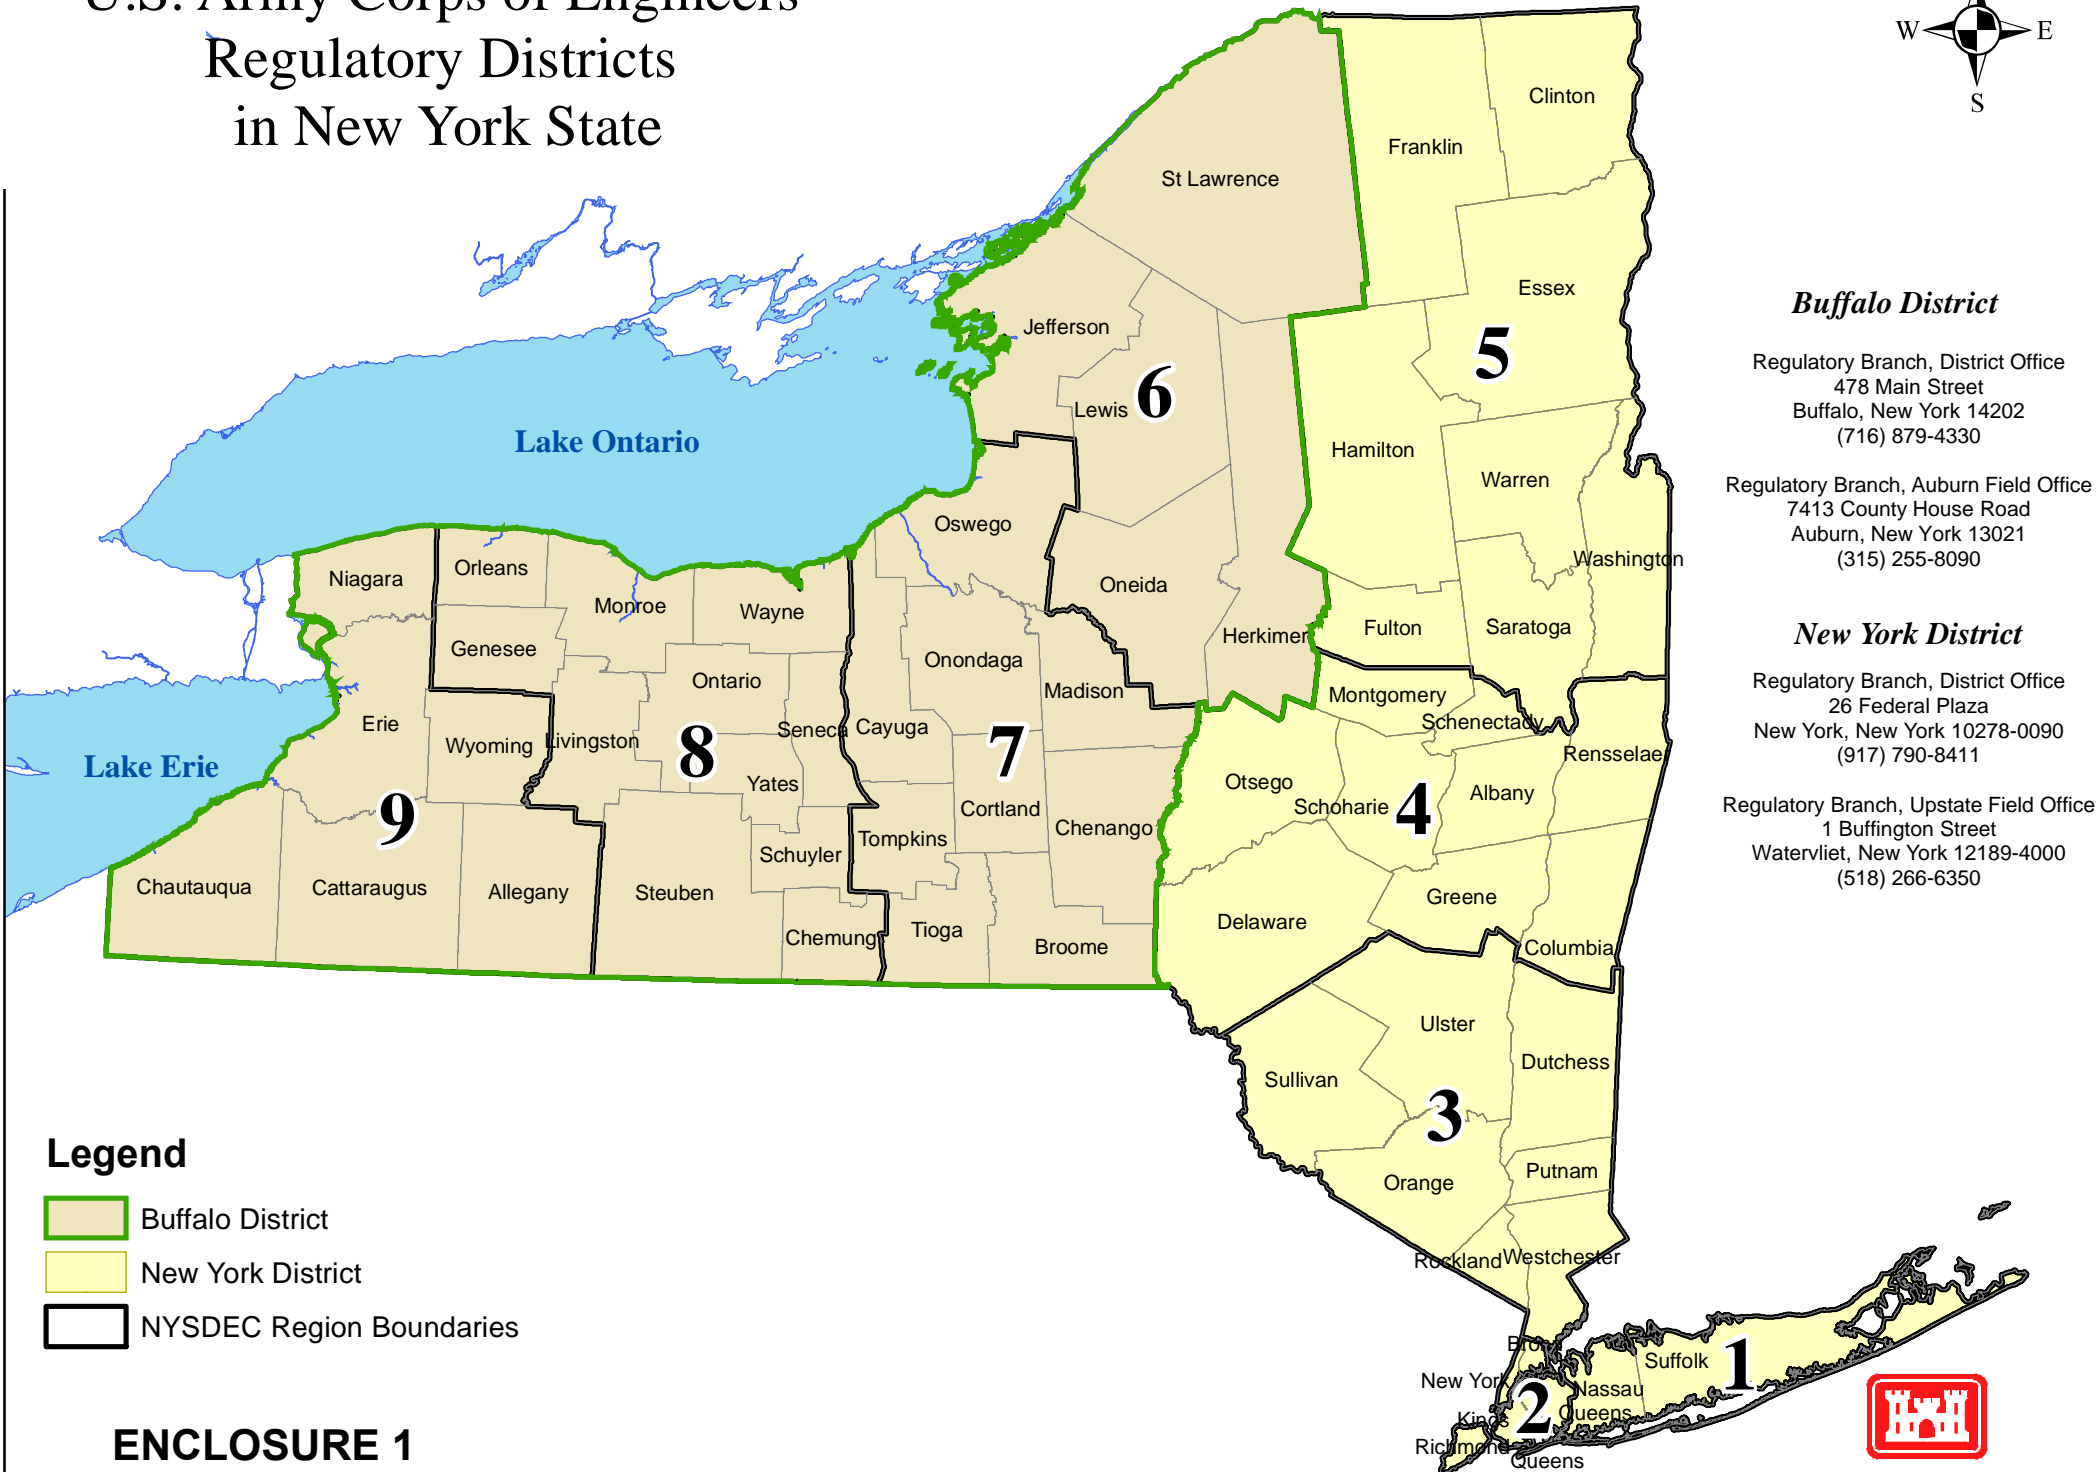 U.S. Army Corps of Engineers
Regulatory Districts
in New York State
W E
S
Clinton
Franklin
St Lawrence
Essex
Jefferson
5
6
Lewis
Hamilton
Lake Ontario
Warren
Oswego
Washington
Niagara
Orleans
Oneida
Monroe
Wayne
Fulton
Saratoga
Herkimer
Genesee
Onondaga
Ontario
Madison
Montgomery
Schenectady
Erie
Wyoming
Livingston
8
Seneca
Cayuga
7
Rensselae
Lake Erie
Yates
Otsego
Schoharie
4
Albany
9
Cortland
Chenango
Tompkins
Schuyler
Chautauqua
Cattaraugus
Allegany
Steuben
Greene
Delaware
Chemung
Tioga
Broome
Columbia
Ulster
Dutchess
Sullivan
3
Putnam
Orange
Rockland
Westchester
Suffolk
1
New York
2
Nassau
Queens
Kings
Richmond
Queens
Buffalo District
Regulatory Branch, District Office
478 Main Street
Buffalo, New York 14202
(716) 879-4330
Regulatory Branch, Auburn Field Office
7413 County House Road
Auburn, New York 13021
(315) 255-8090
New York District
Regulatory Branch, District Office
26 Federal Plaza
New York, New York 10278-0090
(917) 790-8411
Regulatory Branch, Upstate Field Office
1 Buffington Street
Watervliet, New York 12189-4000
(518) 266-6350
Legend
Buffalo District
New York District
NYSDEC Region Boundaries
ENCLOSURE 1